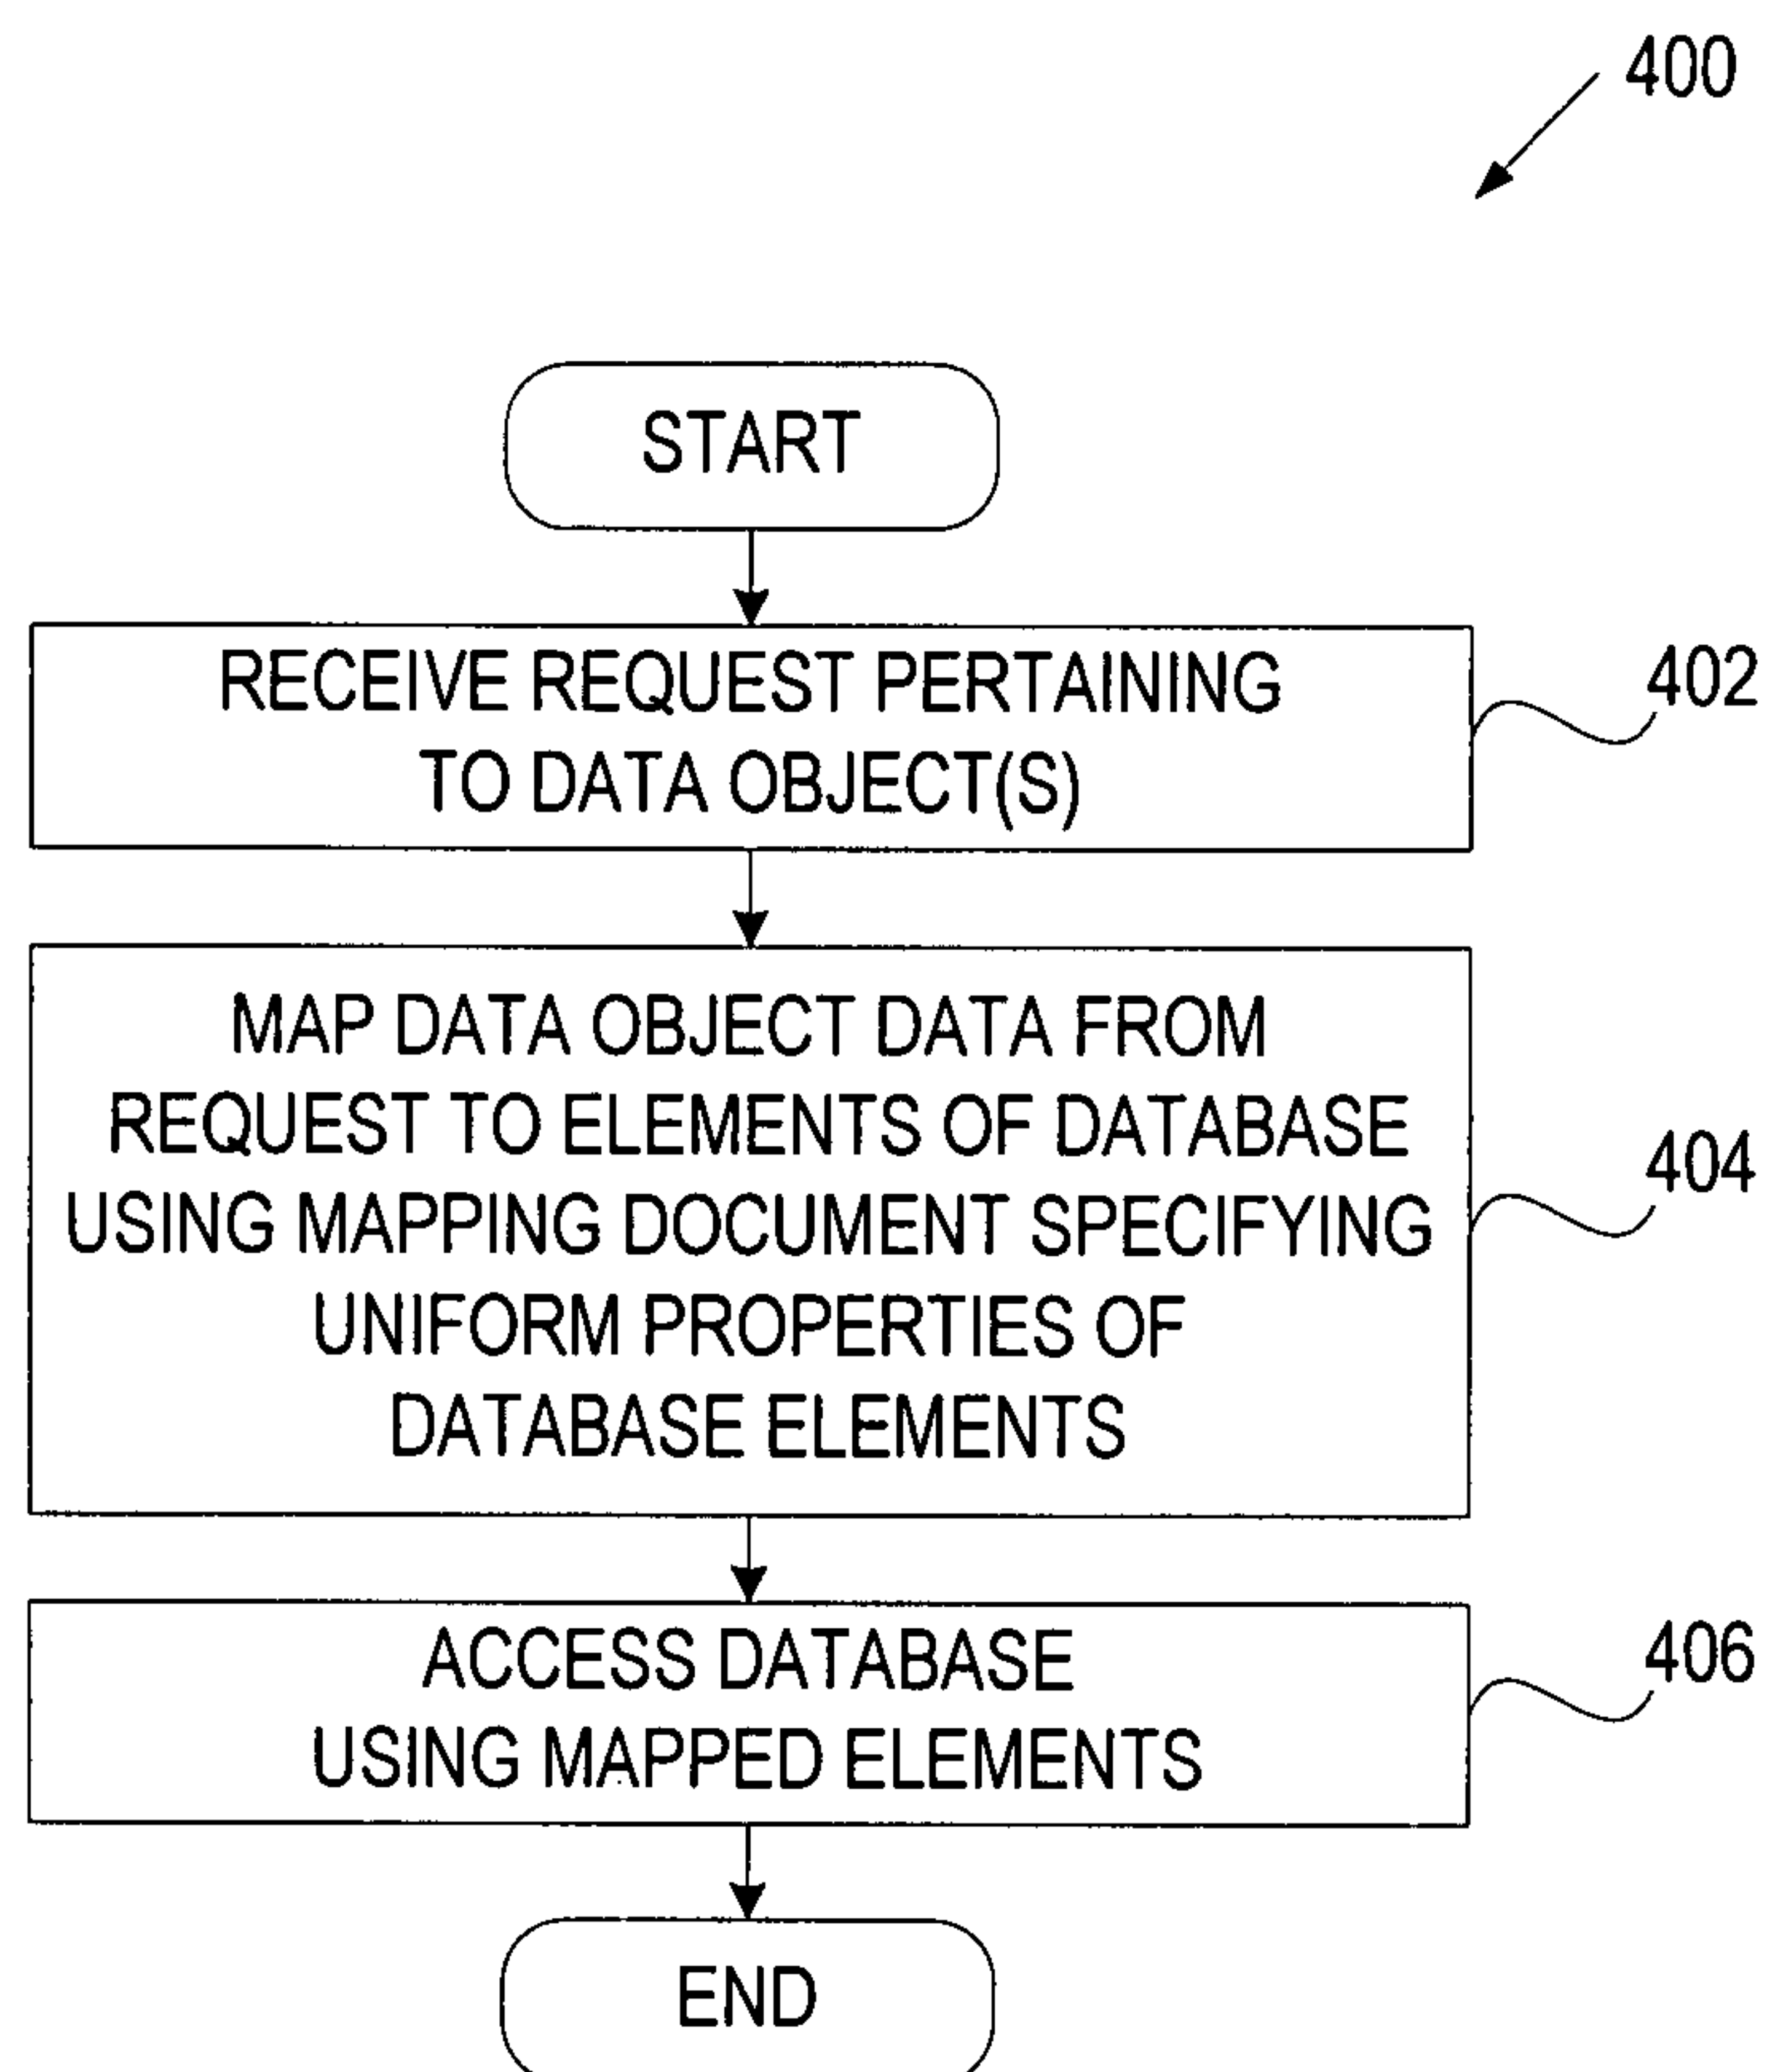 400
START
RECEIVE REQUEST PERTAINING
TO DATA OBJECT(S)
402
MAP DATA OBJECT DATA FROM
REQUEST TO ELEMENTS OF DATABASE
USING MAPPING DOCUMENT SPECIFYING
UNIFORM PROPERTIES OF
DATABASE ELEMENTS
404
ACCESS DATABASE
USING MAPPED ELEMENTS
406
END